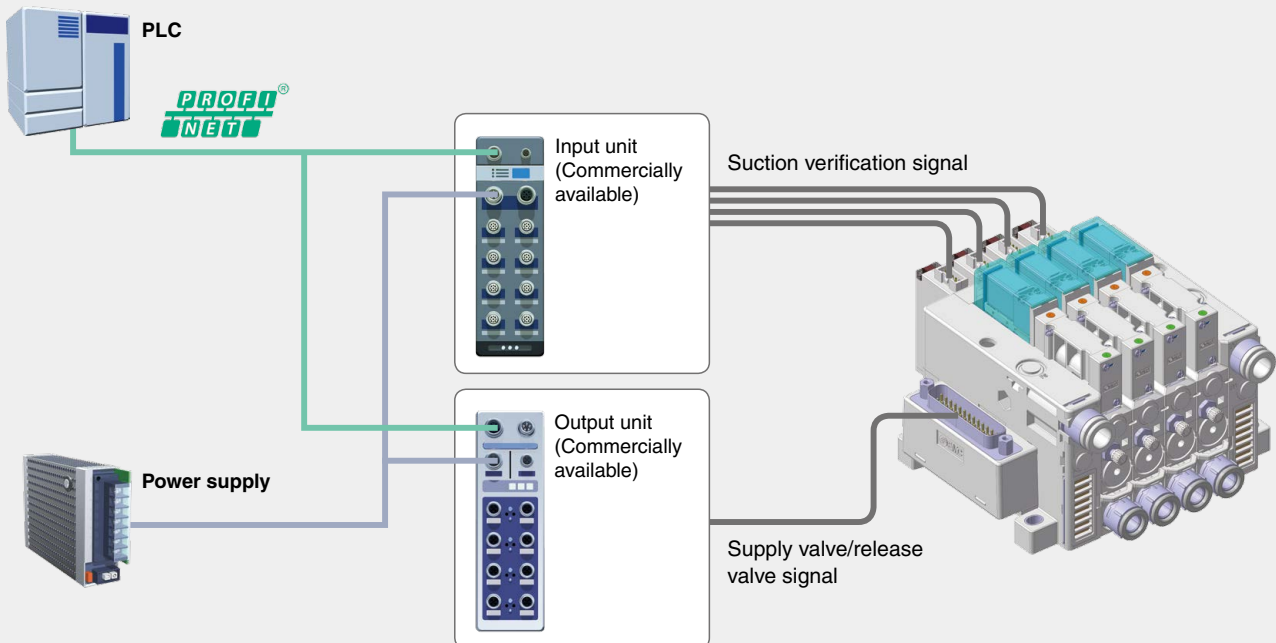 PLC
PROFI®
NET
Input unit
(Commercially
available)
Suction verification signal
Output unit
(Commercially
available)
Power supply
Supply valve/release
valve signal